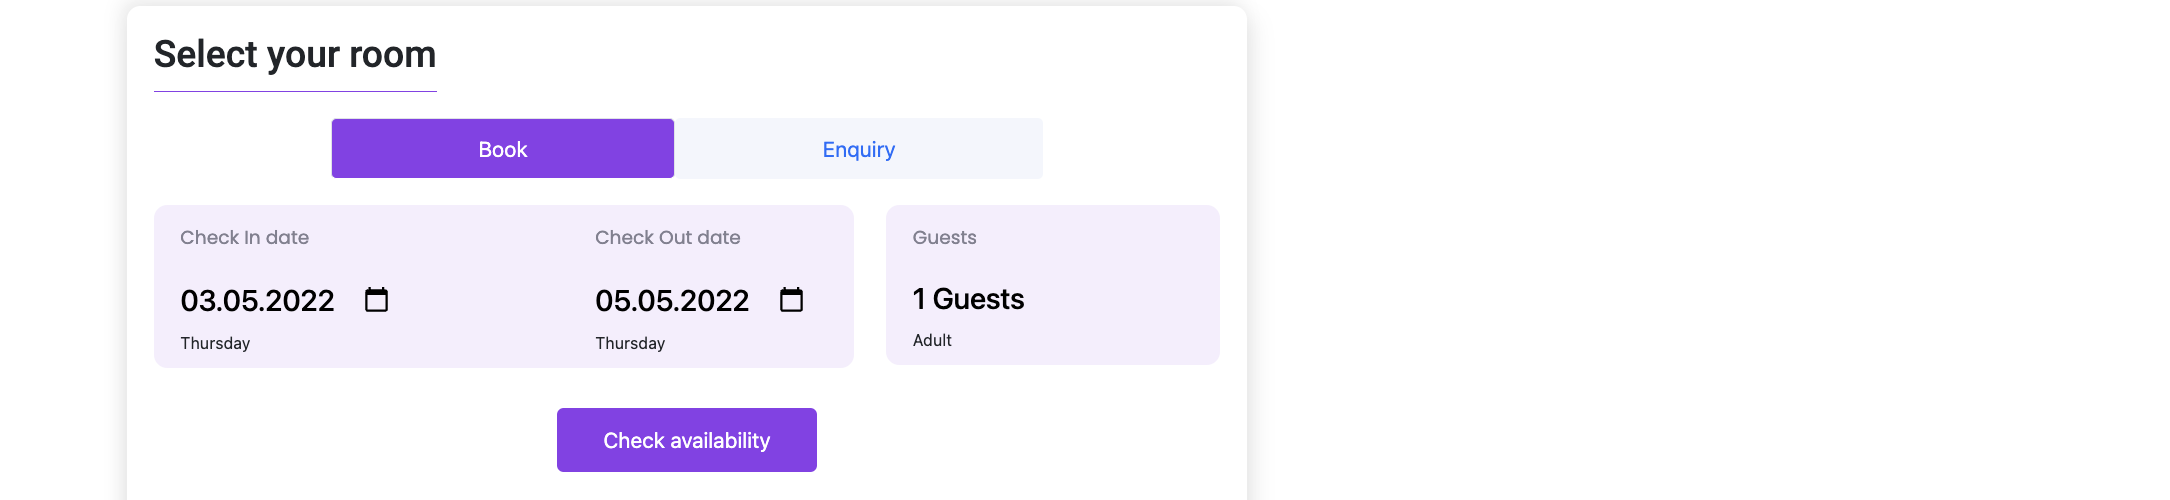 Select your room
Book
Enquiry
Check In date
Check Out date
Guests
03.05.2022
05.05.2022
1 Guests
Thursday
Thursday
Adult
Check availability